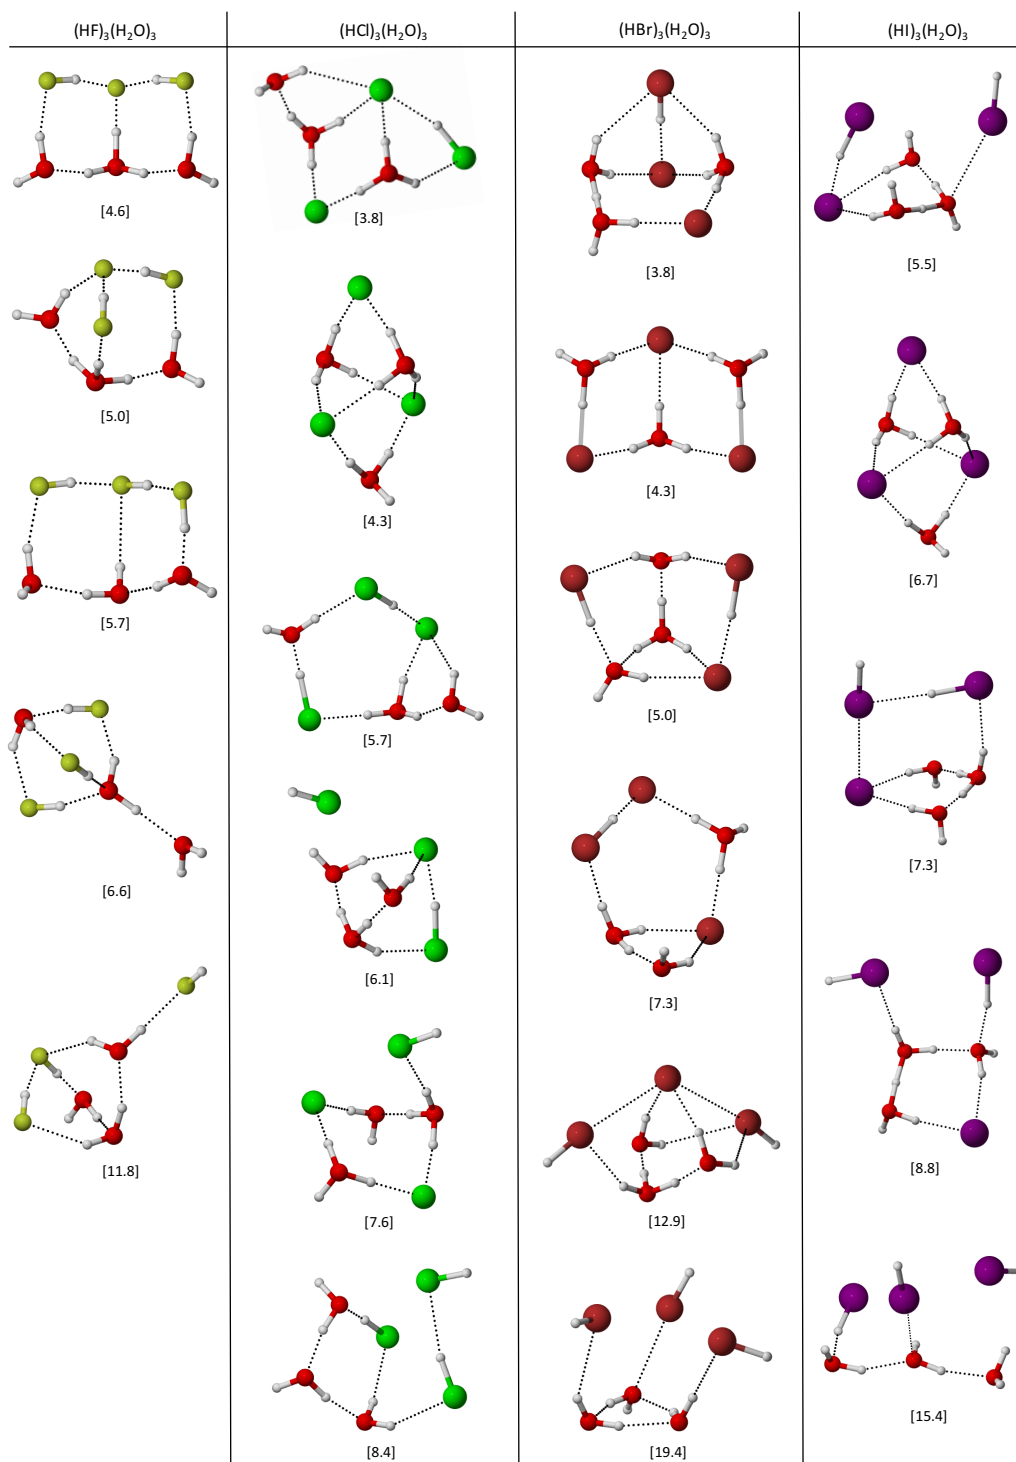 (HF)₃(H₂O)₃ (HCl)₃(H₂O)₃ (HBr)₃(H₂O)₃ (HI)₃(H₂O)₃
[4.6] [3.8] [3.8] [5.5]
[5.0] [4.3] [4.3] [6.7]
[5.7] [5.7] [5.0] [7.3]
[6.6] [6.1] [7.3] [8.8]
[11.8] [7.6] [12.9] [15.4]
[8.4] [19.4]